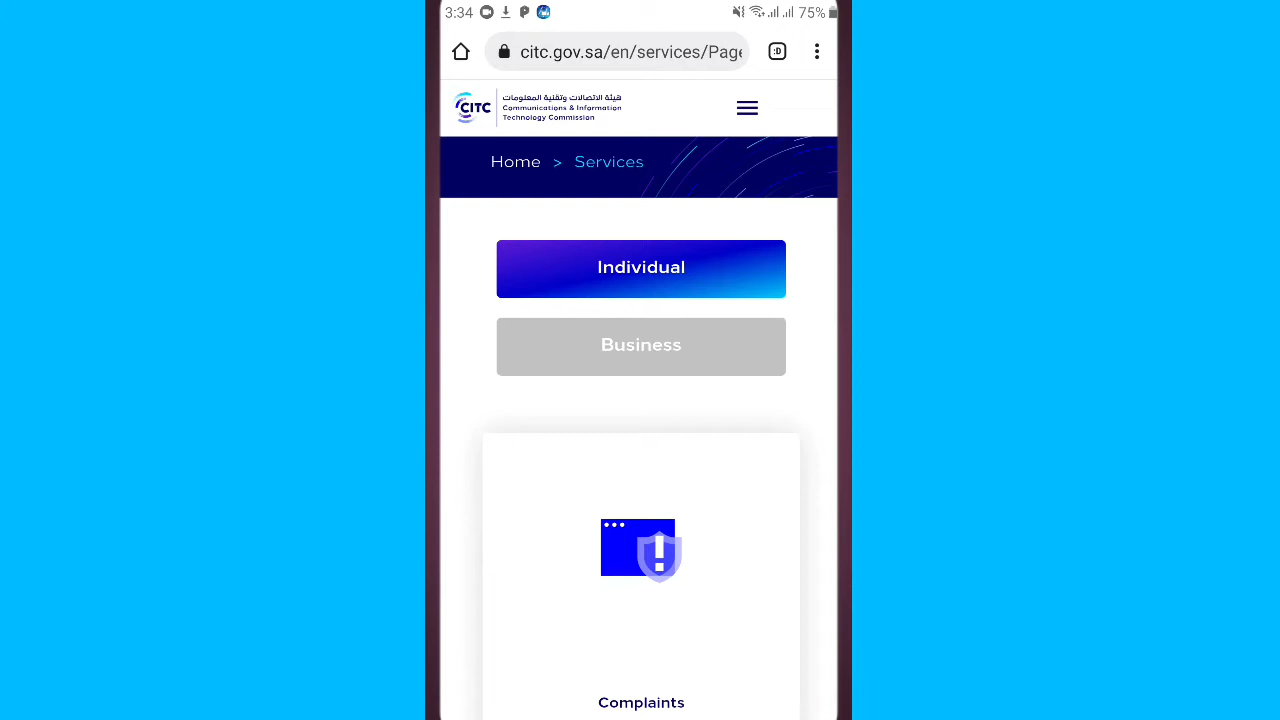 3:34 75%
citc.gov.sa/en/services/Page
:D
CITC
هيئة الاتصالات وتقنية المعلومات
Communications & Information
Technology Commission
Home > Services
Individual
Business
Complaints